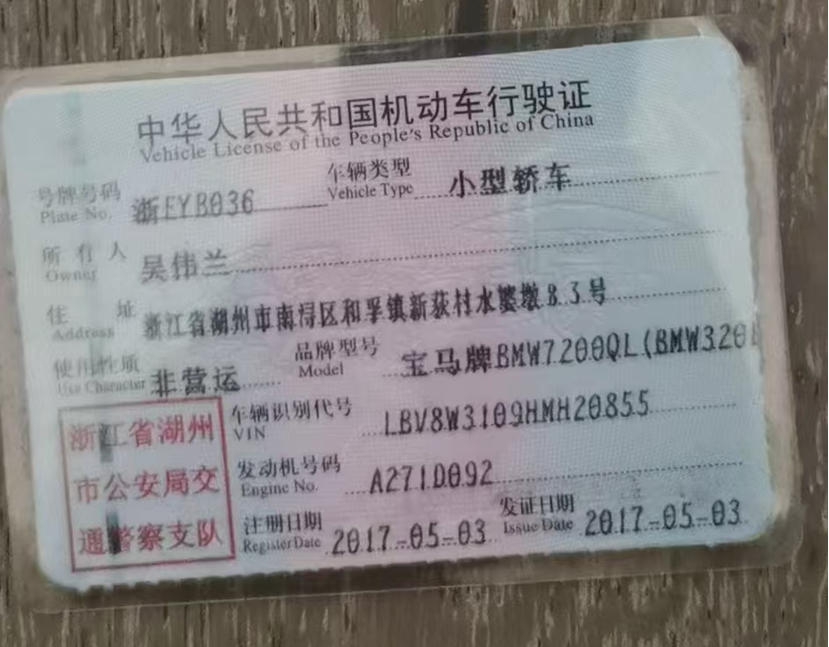 中华人民共和国机动车行驶证
Vehicle License of the People's Republic of China
号牌号码 浙EYB036 车辆类型 小型轿车
Plate No. Vehicle Type
所有人 吴伟兰
Owner
住址 浙江省湖州市南浔区和孚镇新荻村水婆墩83号
Address
使用性质 非营运 品牌型号 宝马牌BMW7200QL(BMW320
Use Character Model
浙江省湖州 车辆识别代号 LBV8W3109HMH20855
VIN
市公安局交 发动机号码 A271D092
Engine No.
通警察支队 注册日期 2017-05-03 发证日期 2017-05-03
Register Date Issue Date